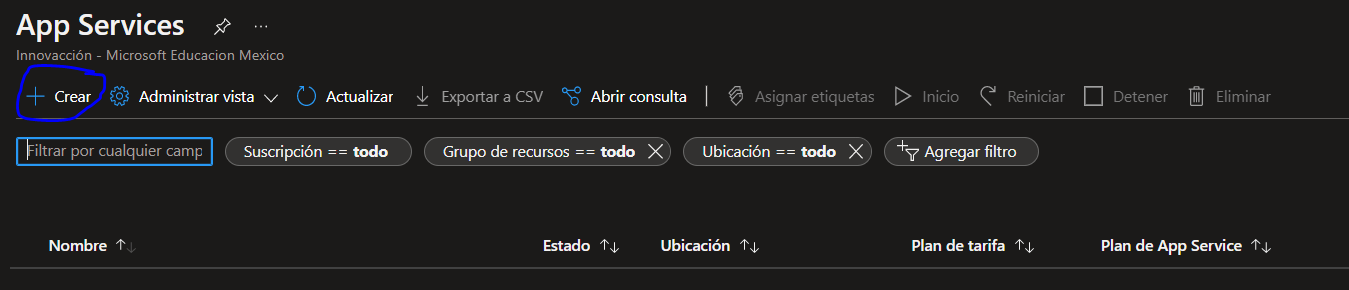 App Services
Innovacción - Microsoft Educacion Mexico
Crear Administrar vista Actualizar Exportar a CSV Abrir consulta Asignar etiquetas Inicio Reiniciar Detener Eliminar
Filtrar por cualquier camp Suscripción == todo Grupo de recursos == todo Ubicación == todo Agregar filtro
Nombre Estado Ubicación Plan de tarifa Plan de App Service